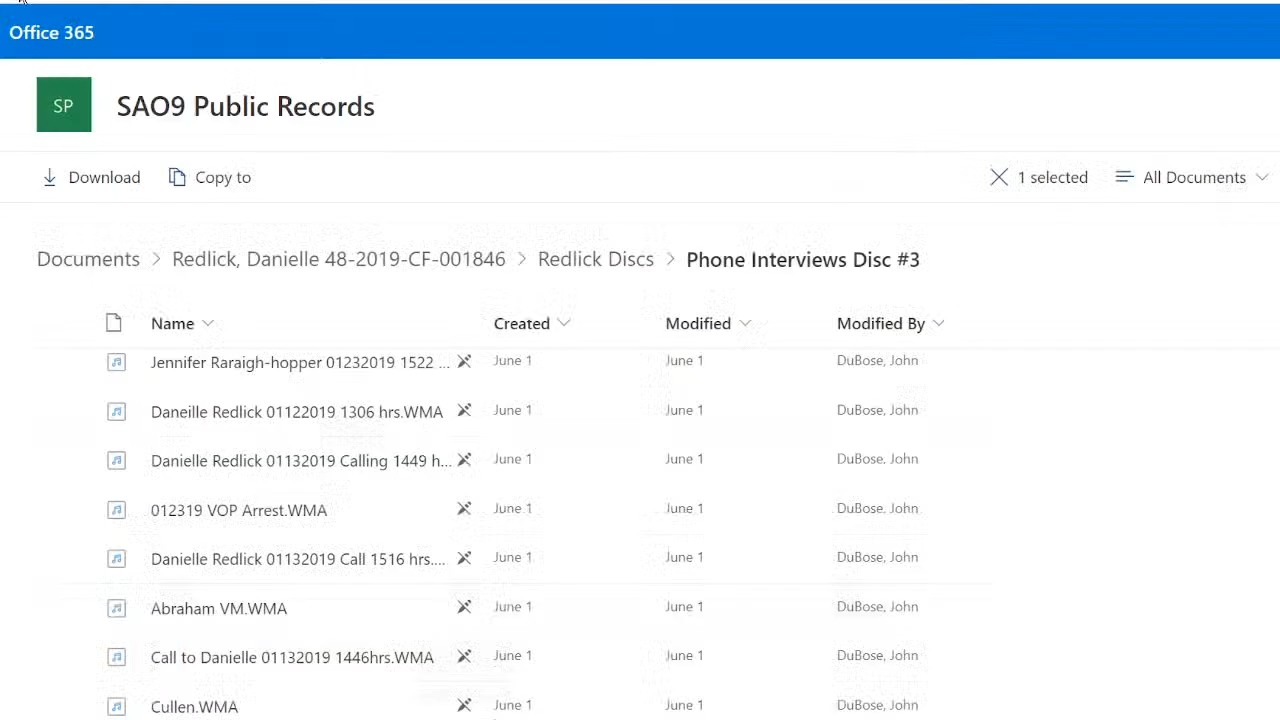 Office 365
SP SAO9 Public Records
Download Copy to 1 selected All Documents
Documents > Redlick, Danielle 48-2019-CF-001846 > Redlick Discs > Phone Interviews Disc #3
Name Created Modified Modified By
Jennifer Raraigh-hopper 01232019 1522 ... June 1 June 1 DuBose, John
Daneille Redlick 01122019 1306 hrs.WMA June 1 June 1 DuBose, John
Danielle Redlick 01132019 Calling 1449 h... June 1 June 1 DuBose, John
012319 VOP Arrest.WMA June 1 June 1 DuBose, John
Danielle Redlick 01132019 Call 1516 hrs.... June 1 June 1 DuBose, John
Abraham VM.WMA June 1 June 1 DuBose, John
Call to Danielle 01132019 1446hrs.WMA June 1 June 1 DuBose, John
Cullen.WMA June 1 June 1 DuBose, John